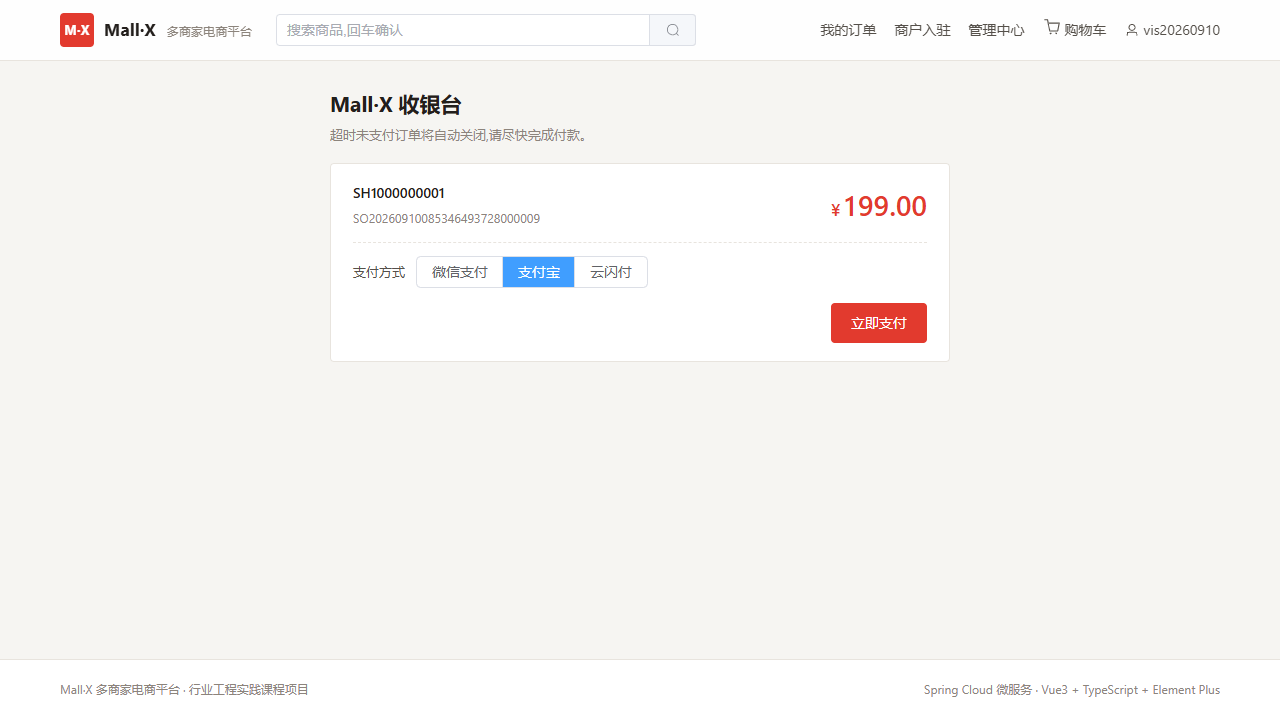 M·X Mall·X 多商家电商平台 搜索商品,回车确认 我的订单 商户入驻 管理中心 购物车 vis20260910
Mall·X 收银台
超时未支付订单将自动关闭,请尽快完成付款。
SH1000000001
¥199.00
SO20260910085346493728000009
支付方式 微信支付 支付宝 云闪付
立即支付
Mall·X 多商家电商平台 · 行业工程实践课程项目 Spring Cloud 微服务 · Vue3 + TypeScript + Element Plus